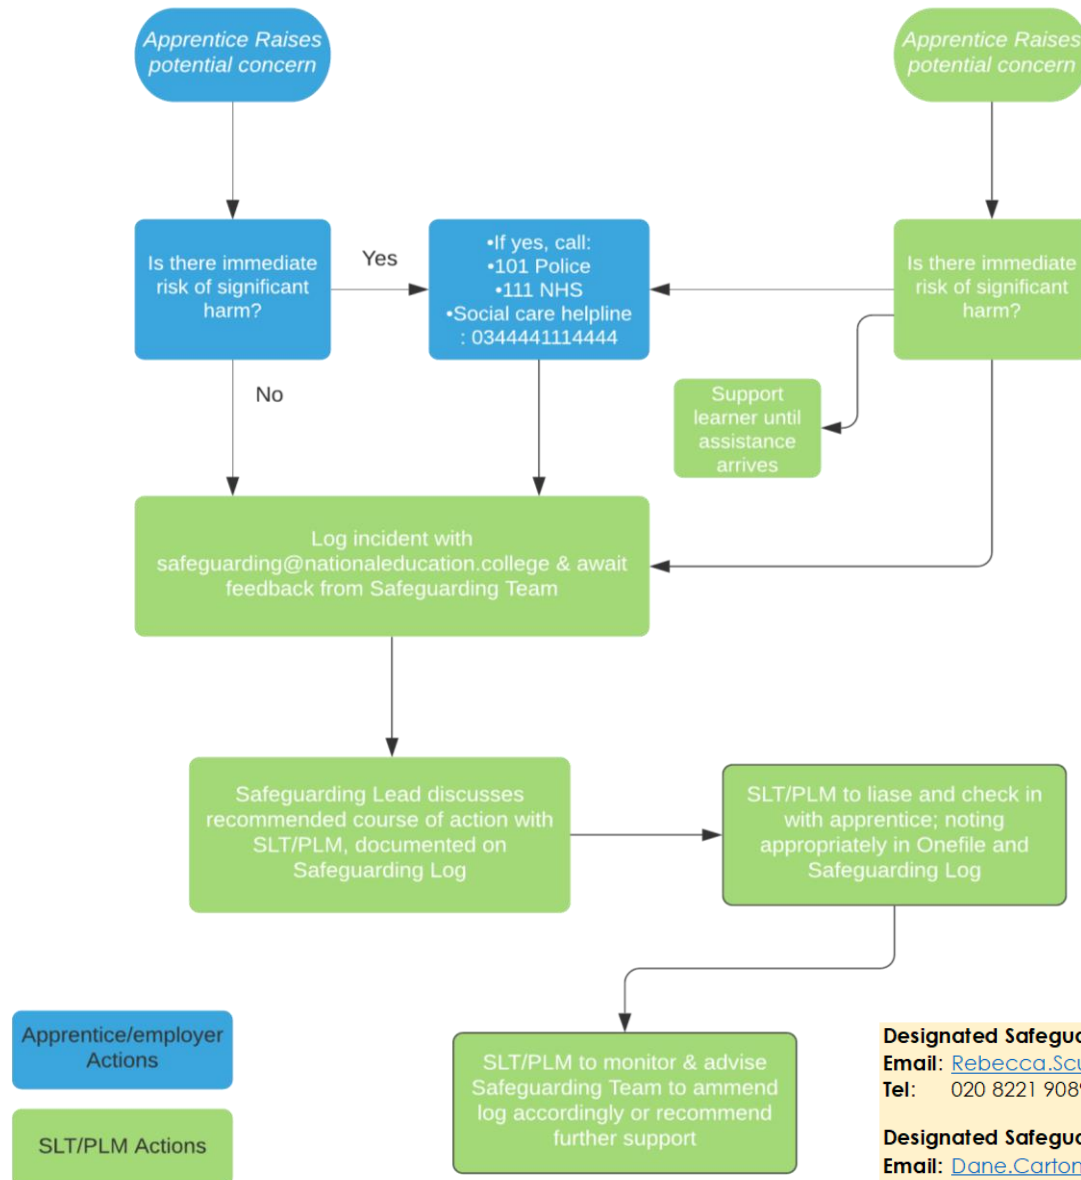 Apprentice Raises
potential concern
Apprentice Raises
potential concern
Is there immediate
risk of significant
harm?
Yes
•If yes, call:
•101 Police
•111 NHS
•Social care helpline
: 0344441114444
Is there immediate
risk of significant
harm?
No
Support
learner until
assistance
arrives
Log incident with
safeguarding@nationaleducation.college & await
feedback from Safeguarding Team
Safeguarding Lead discusses
recommended course of action with
SLT/PLM, documented on
Safeguarding Log
SLT/PLM to liase and check in
with apprentice; noting
appropriately in Onefile and
Safeguarding Log
SLT/PLM to monitor & advise
Safeguarding Team to ammend
log accordingly or recommend
further support
Apprentice/employer
Actions
SLT/PLM Actions
Designated
Email:
Tel: 020 8221
Designated
Email: